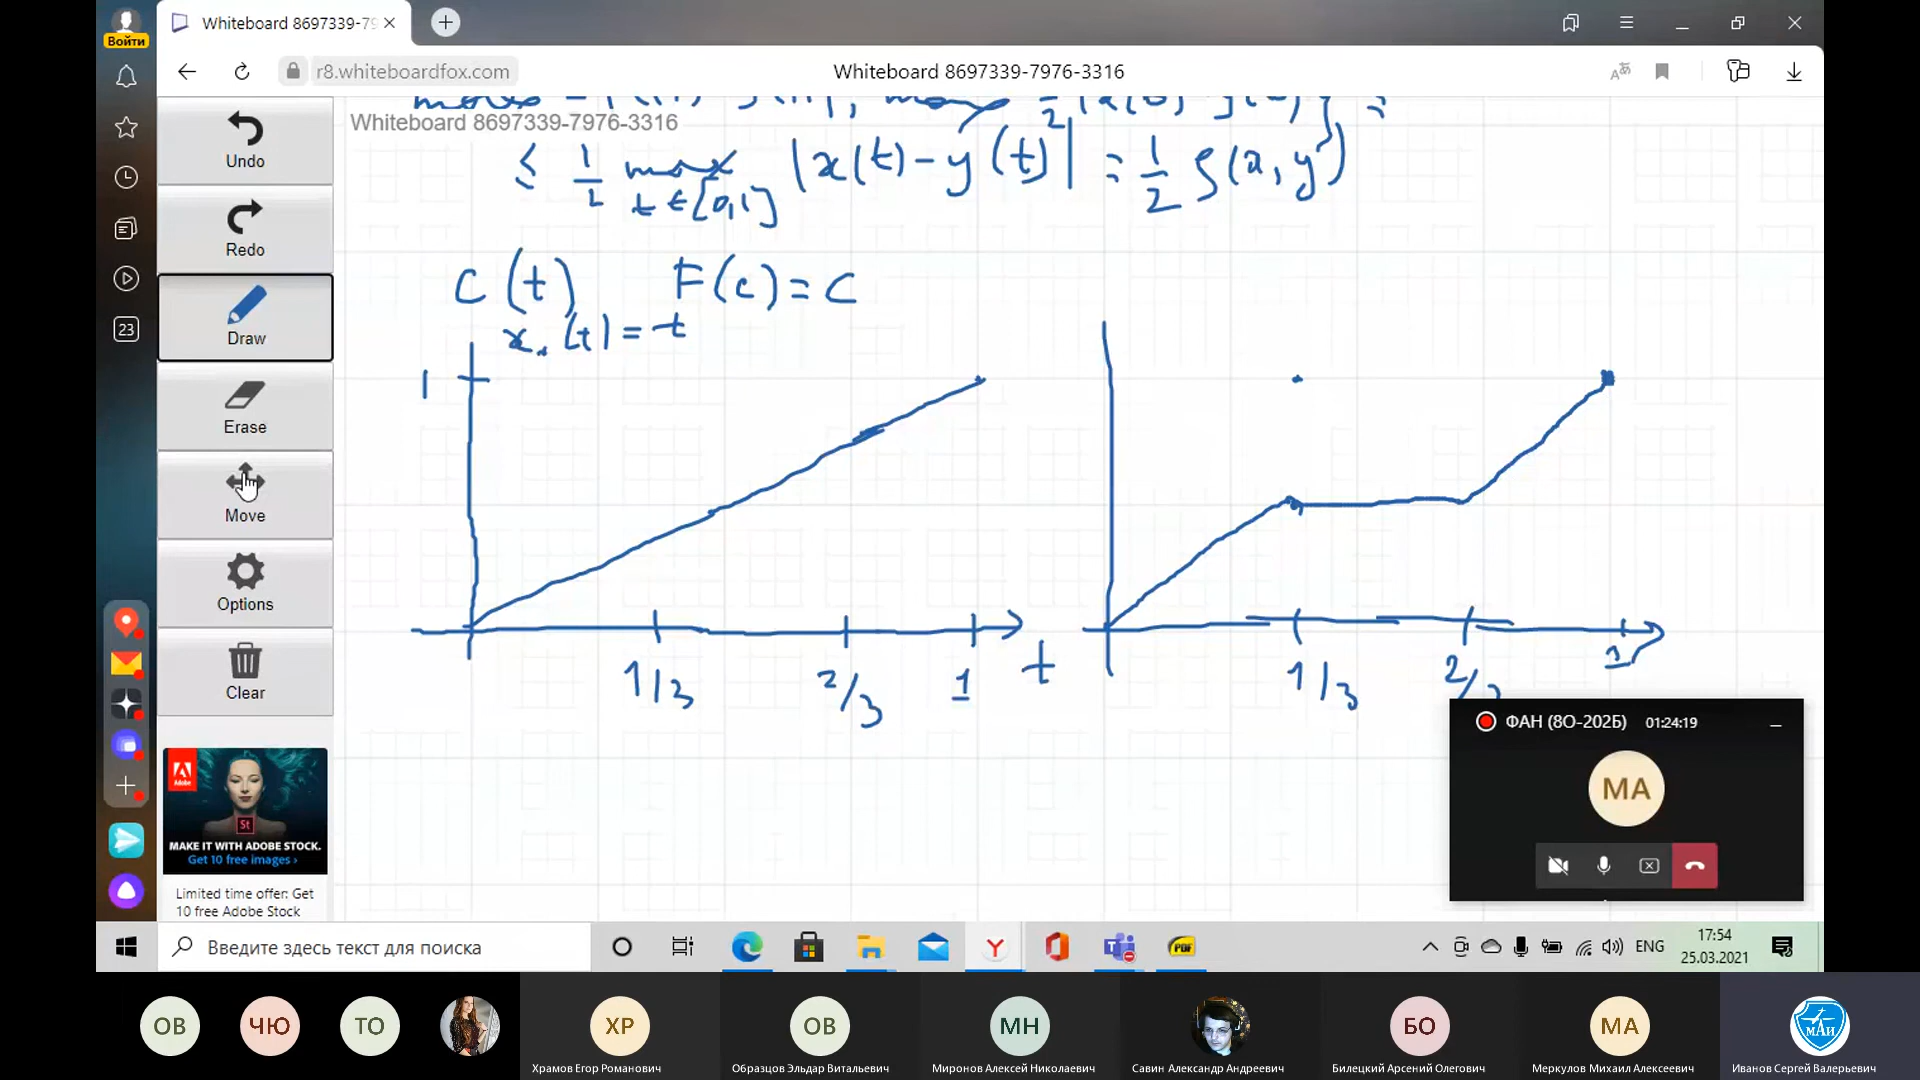 Войти
Whiteboard 8697339-79
r8.whiteboardfox.com
Whiteboard 8697339-7976-3316
23
Undo
Redo
Draw
Erase
Move
Options
Clear
MAKE IT WITH ADOBE STOCK.
Get 10 free images ›
Limited time offer: Get
10 free Adobe Stock
Whiteboard 8697339-7976-3316
≤ 1/2 max |x(t) - y(t)| = 1/2 ρ(x, y)
t ∈ [0,1]
C(t) F(c) = C
x.(t) = t
1
1/3 2/3 1 t
1/3 2/3 1
ФАН (8О-202Б) 01:24:19
МА
Введите здесь текст для поиска
PDF
ENG
17:54
25.03.2021
ОВ
ЧЮ
ТО
ХР
Храмов Егор Романович
ОВ
Образцов Эльдар Витальевич
МН
Миронов Алексей Николаевич
Савин Александр Андреевич
БО
Билецкий Арсений Олегович
МА
Меркулов Михаил Алексеевич
МАИ
Иванов Сергей Валерьевич